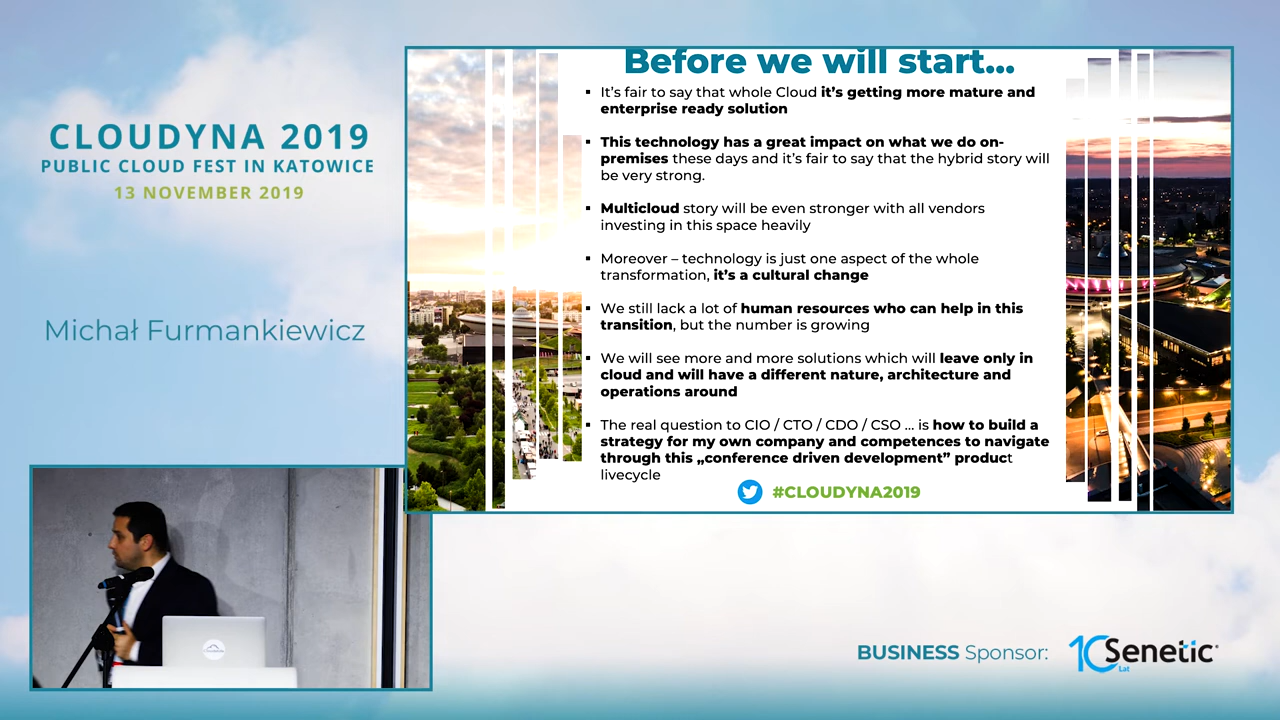 CLOUDYNA 2019
PUBLIC CLOUD FEST IN KATOWICE
13 NOVEMBER 2019
Michał Furmankiewicz
Before we will start...
▪ It's fair to say that whole Cloud it's getting more mature and
enterprise ready solution
▪ This technology has a great impact on what we do on-
premises these days and it's fair to say that the hybrid story will
be very strong.
▪ Multicloud story will be even stronger with all vendors
investing in this space heavily
▪ Moreover – technology is just one aspect of the whole
transformation, it's a cultural change
▪ We still lack a lot of human resources who can help in this
transition, but the number is growing
▪ We will see more and more solutions which will leave only in
cloud and will have a different nature, architecture and
operations around
▪ The real question to CIO / CTO / CDO / CSO ... is how to build a
strategy for my own company and competences to navigate
through this „conference driven development” product
livecycle
#CLOUDYNA2019
BUSINESS Sponsor:
10 Lat Senetic